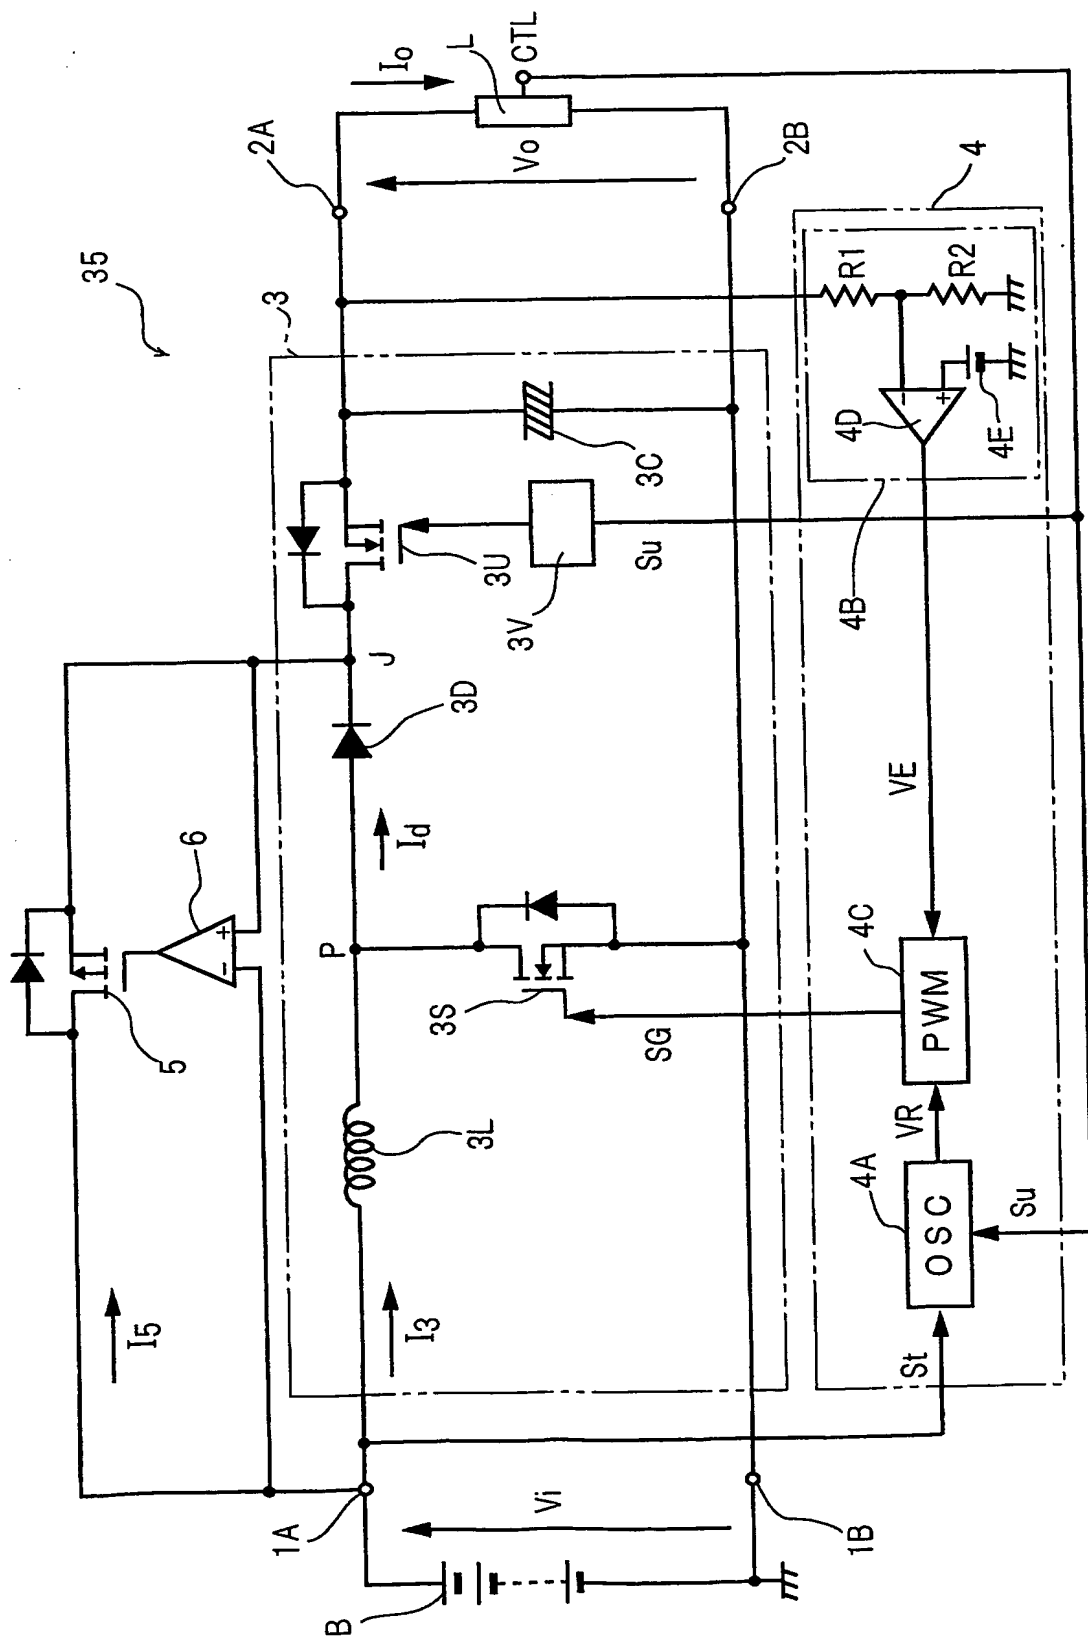 35
5
6
I5
3
1A
B
Vi
1B
I3
3L
P
3S
SG
Id
3D
J
3U
3V
Su
3C
2A
Io
L
CTL
Vo
2B
4
4A
OSC
St
Su
VR
4C
PWM
VE
4B
4D
−
+
4E
R1
R2
−
+